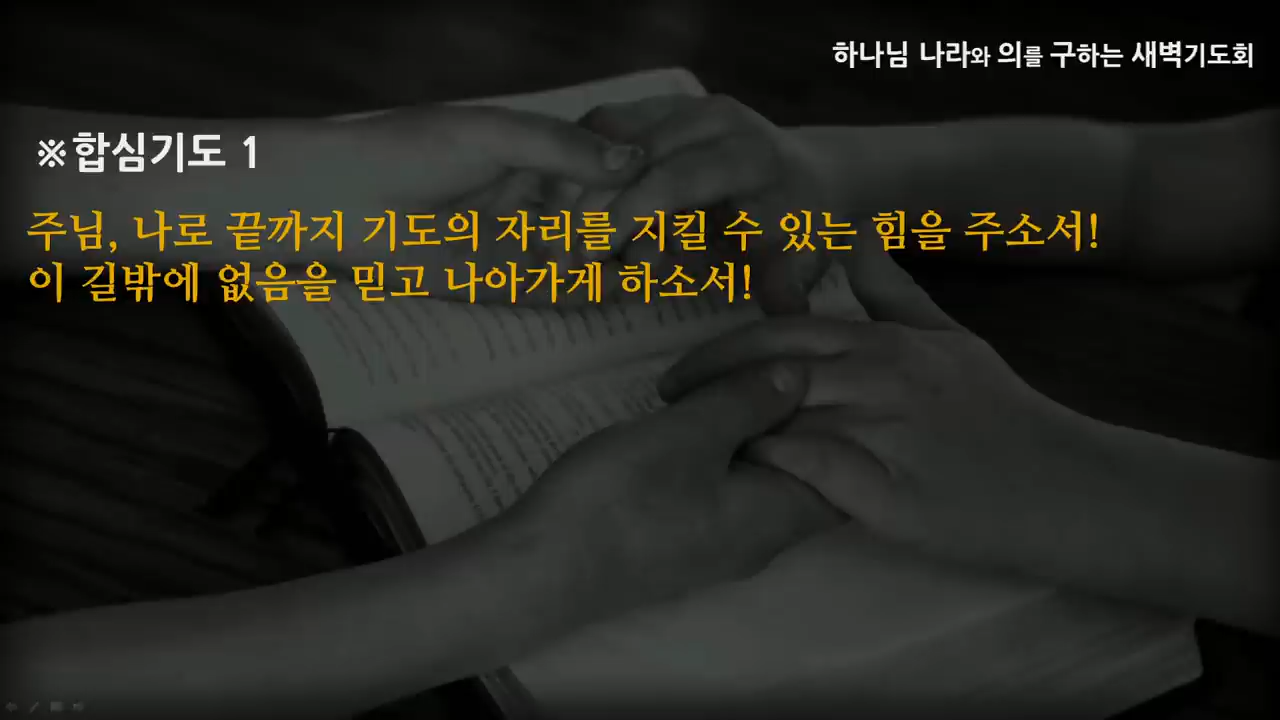 하나님 나라와 의를 구하는 새벽기도회
※합심기도 1
주님, 나로 끝까지 기도의 자리를 지킬 수 있는 힘을 주소서!
이 길밖에 없음을 믿고 나아가게 하소서!